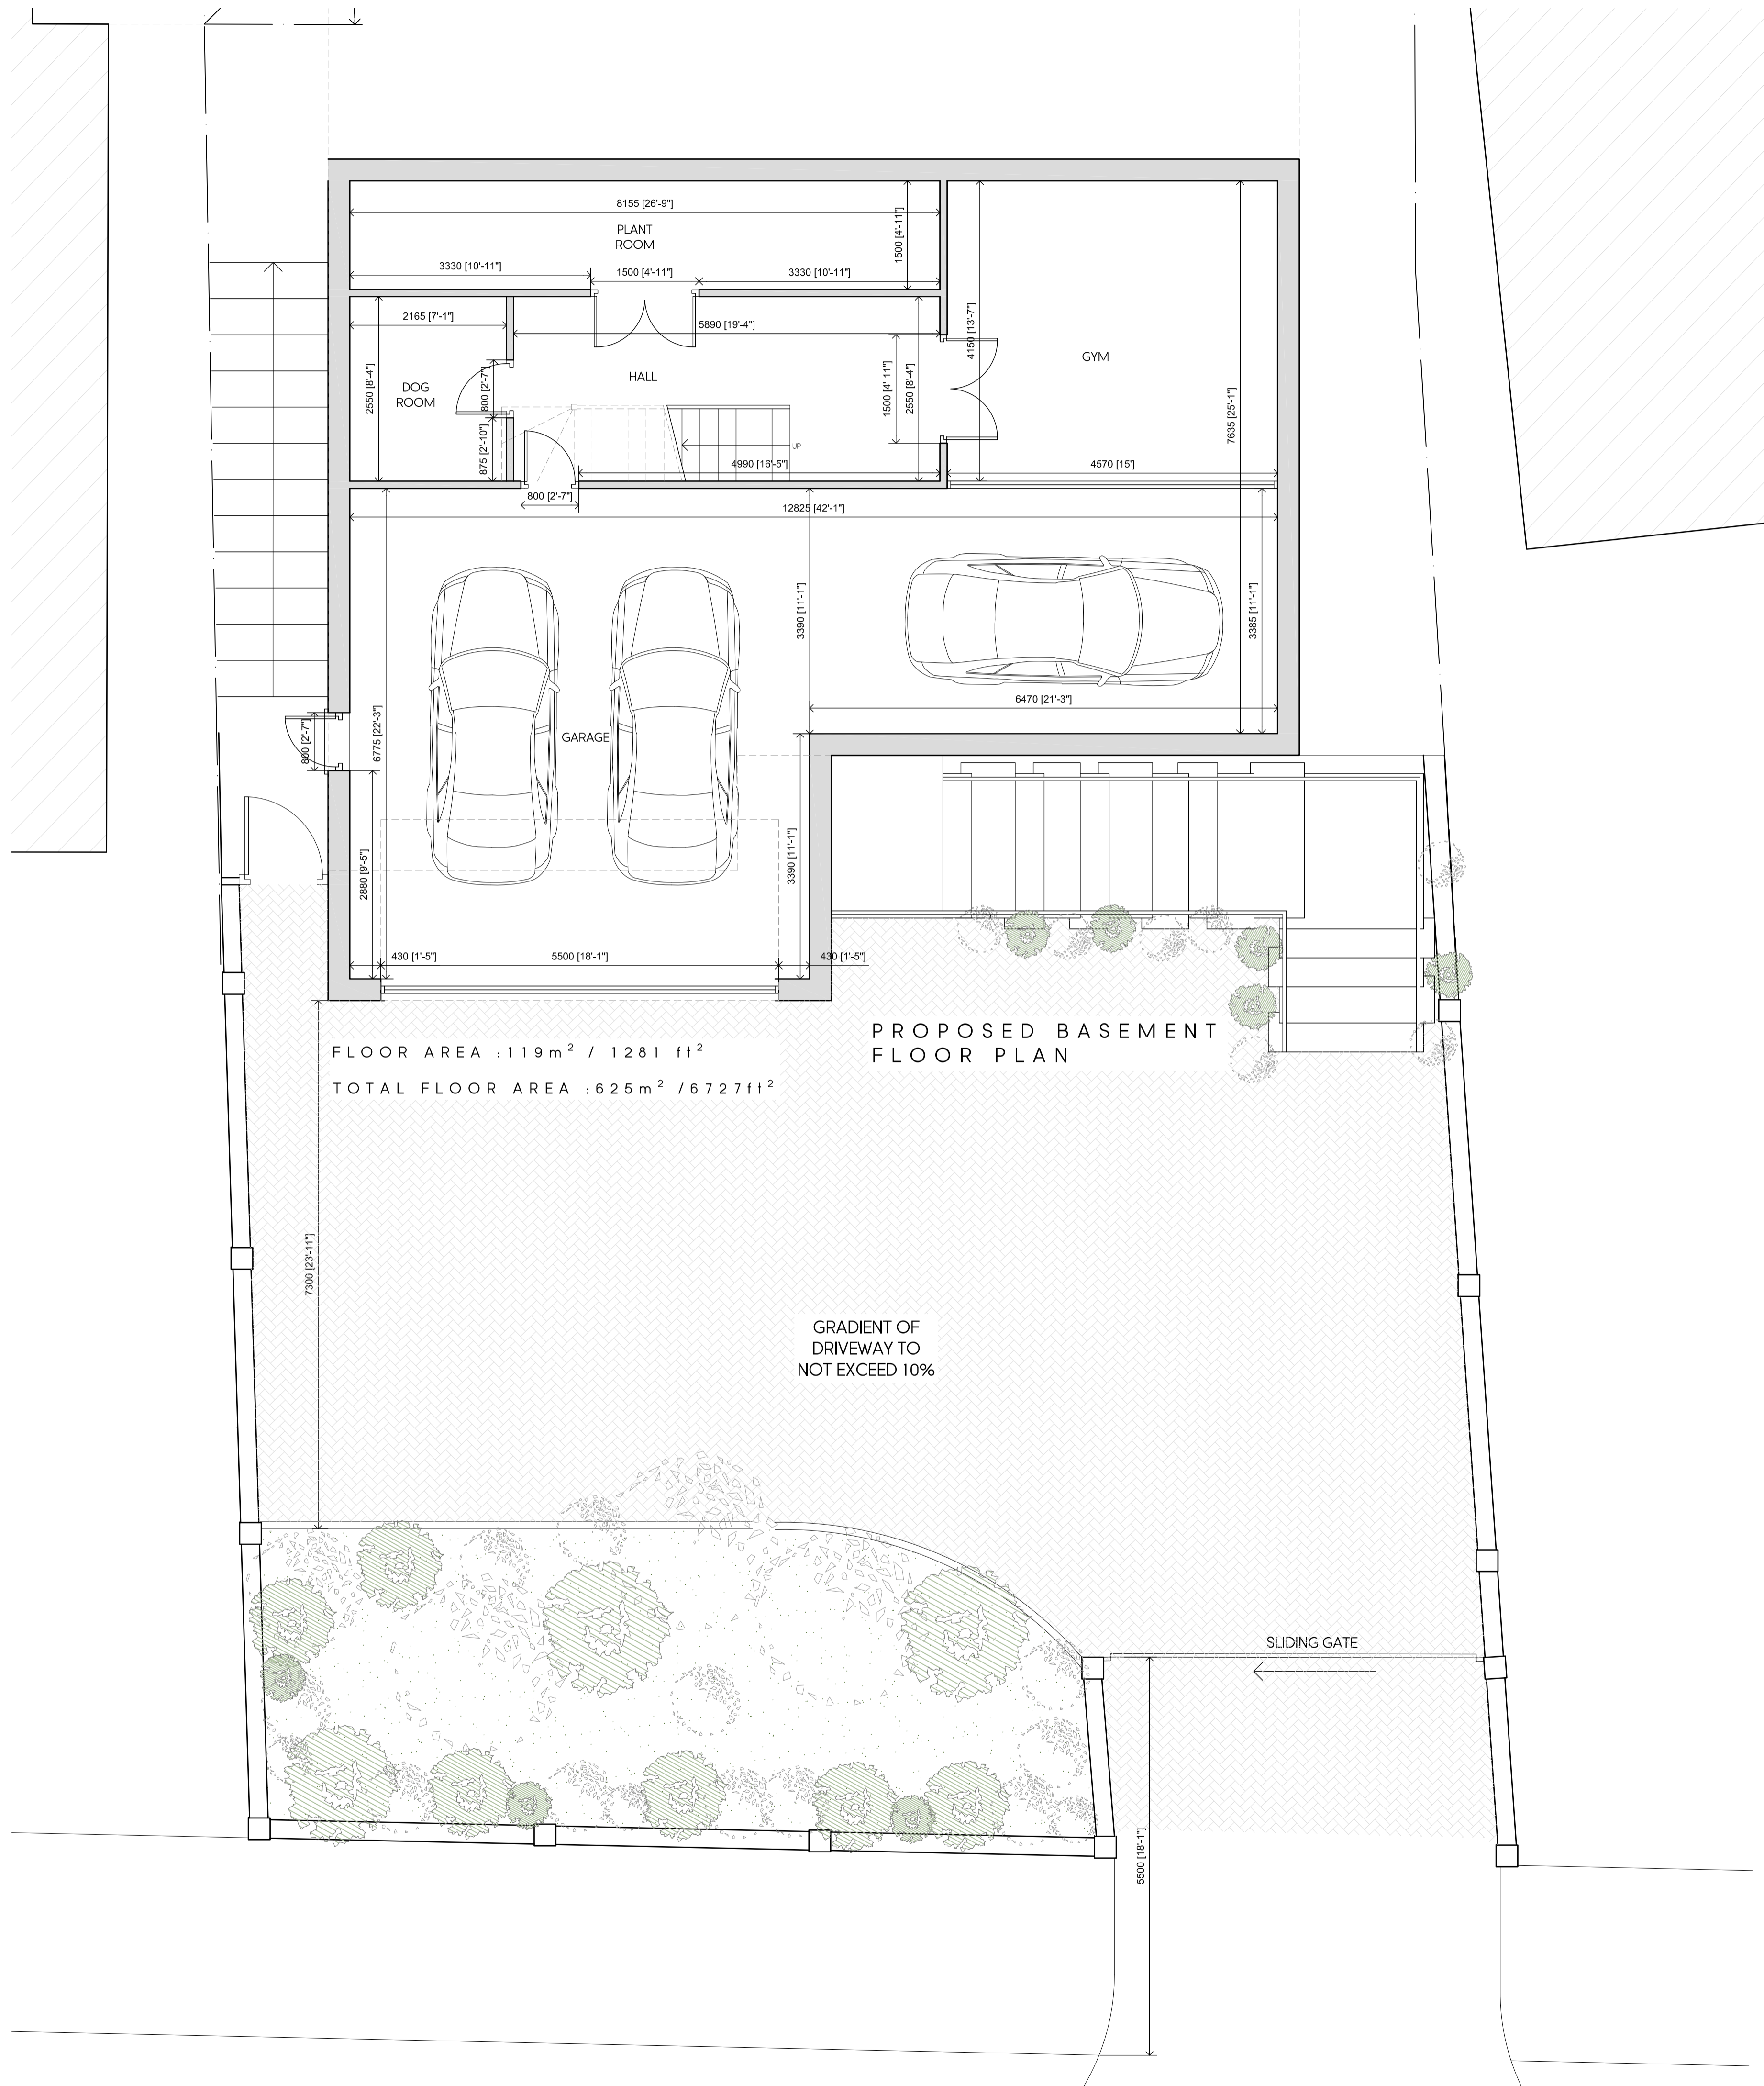 8155 [26'-9"]
PLANT
ROOM
1500 [4'-11"]
3330 [10'-11"]
1500 [4'-11"]
3330 [10'-11"]
2165 [7'-1"]
5890 [19'-4"]
4150 [13'-7"]
GYM
HALL
DOG
ROOM
2550 [8'-4"]
800 [2'-7"]
1500 [4'-11"]
2550 [8'-4"]
7635 [25'-1"]
875 [2'-10"]
UP
4990 [16'-5"]
4570 [15']
800 [2'-7"]
12825 [42'-1"]
3390 [11'-1"]
3385 [11'-1"]
6470 [21'-3"]
800 [2'-7"]
6775 [22'-3"]
GARAGE
2880 [9'-5"]
3390 [11'-1"]
430 [1'-5"]
5500 [18'-1"]
430 [1'-5"]
PROPOSED BASEMENT
FLOOR PLAN
FLOOR AREA :119m² / 1281 ft²
TOTAL FLOOR AREA :625m² /6727ft²
7300 [23'-11"]
GRADIENT OF
DRIVEWAY TO
NOT EXCEED 10%
SLIDING GATE
5500 [18'-1"]